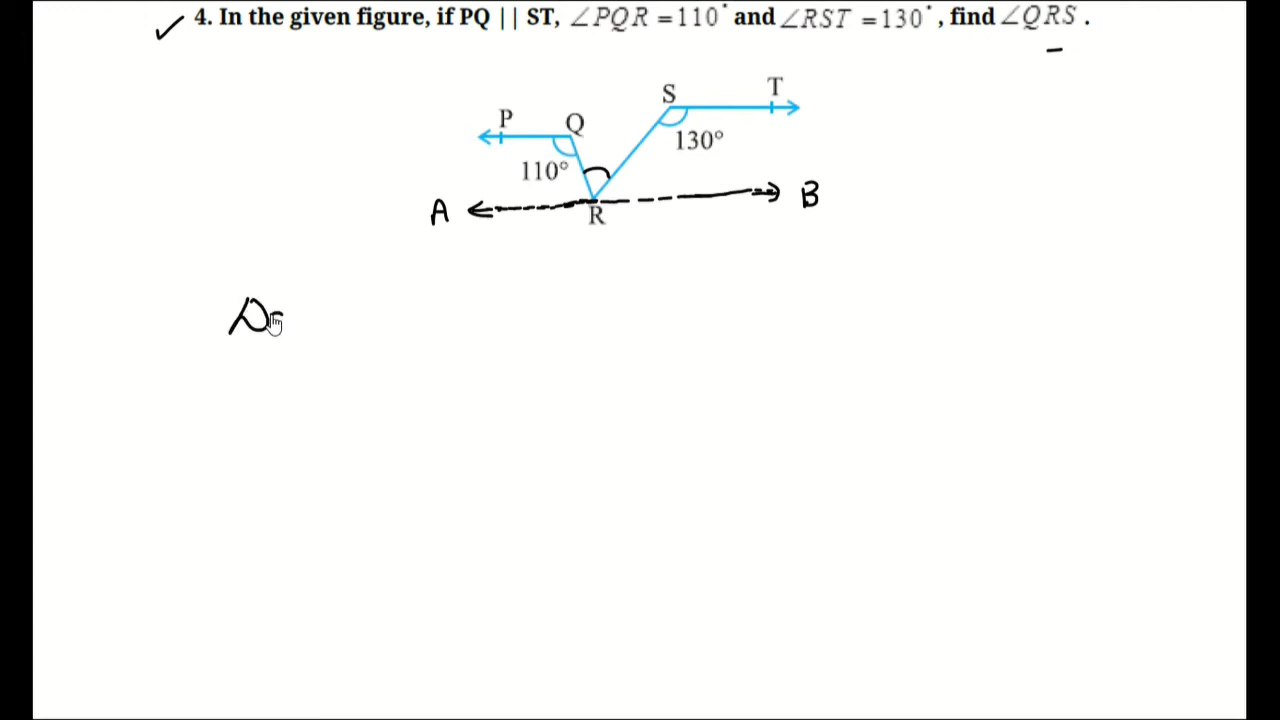 4. In the given figure, if PQ || ST, ∠PQR = 110˚ and ∠RST = 130˚, find ∠QRS.
S T
P Q
130°
110°
A R B